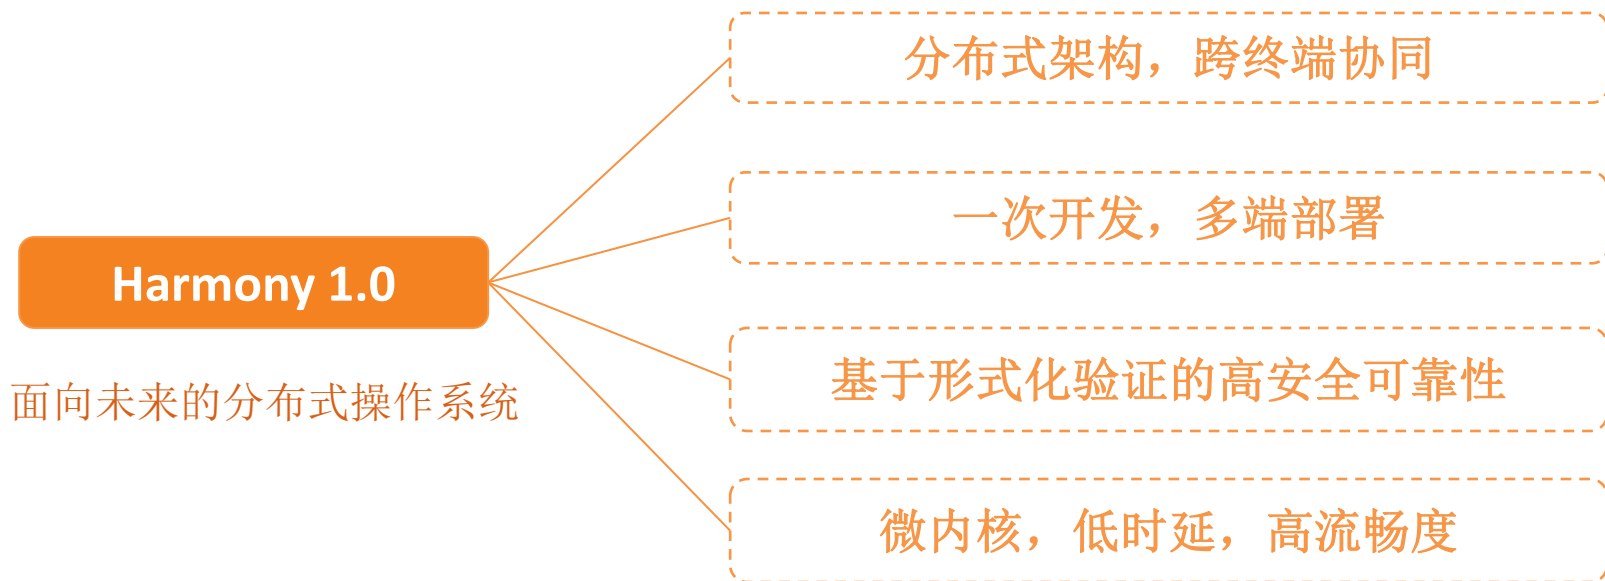 分布式架构，跨终端协同
一次开发，多端部署
Harmony 1.0
基于形式化验证的高安全可靠性
面向未来的分布式操作系统
微内核，低时延，高流畅度